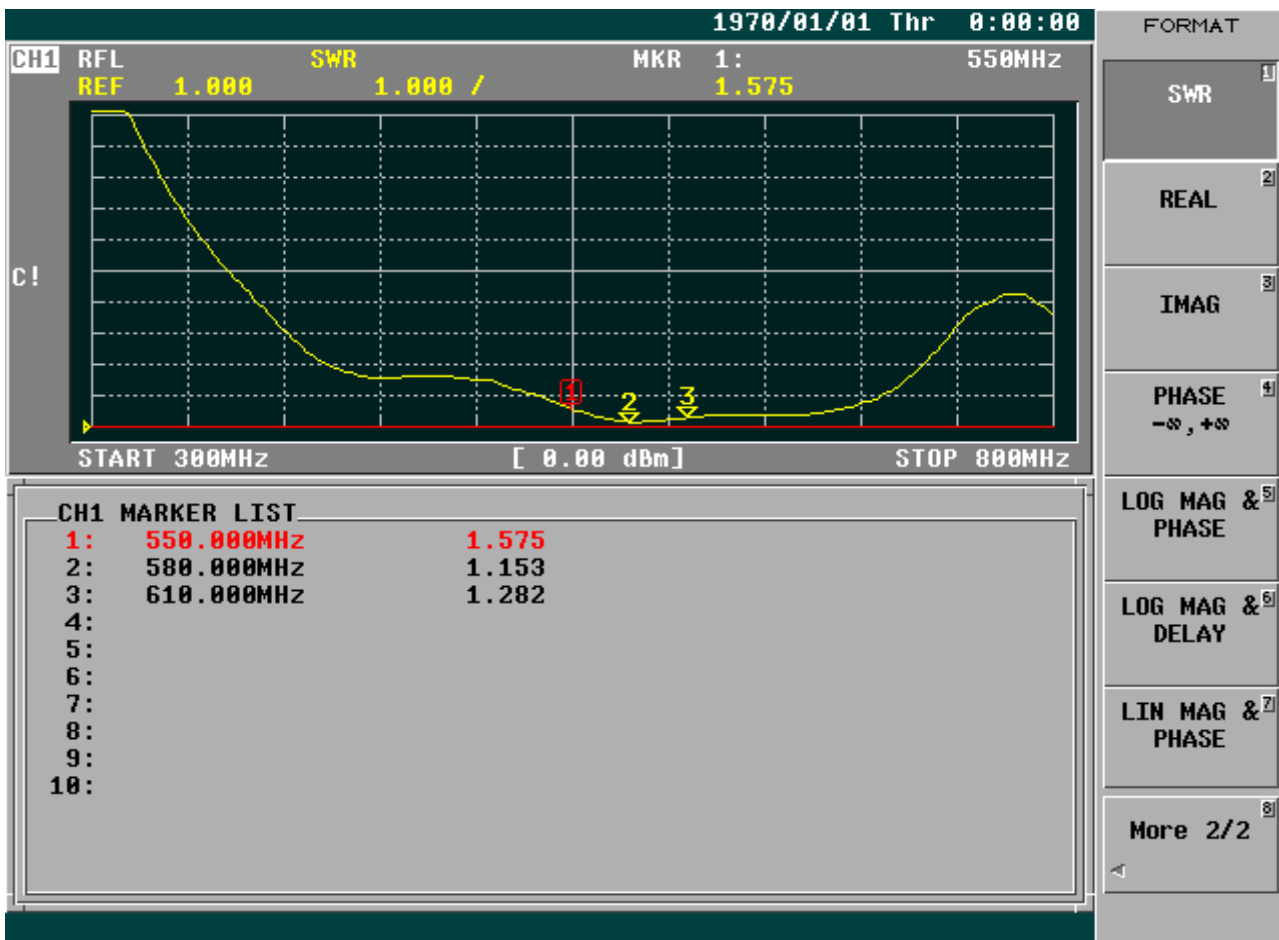 1970/01/01 Thr 0:00:00
CH1 RFL SWR MKR 1: 550MHz
REF 1.000 1.000 / 1.575
C!
1 2 3
START 300MHz [ 0.00 dBm] STOP 800MHz
CH1 MARKER LIST
1: 550.000MHz 1.575
2: 580.000MHz 1.153
3: 610.000MHz 1.282
4:
5:
6:
7:
8:
9:
10:
FORMAT
1
SWR
2
REAL
3
IMAG
4
PHASE
-∞,+∞
5
LOG MAG &
PHASE
6
LOG MAG &
DELAY
7
LIN MAG &
PHASE
8
More 2/2